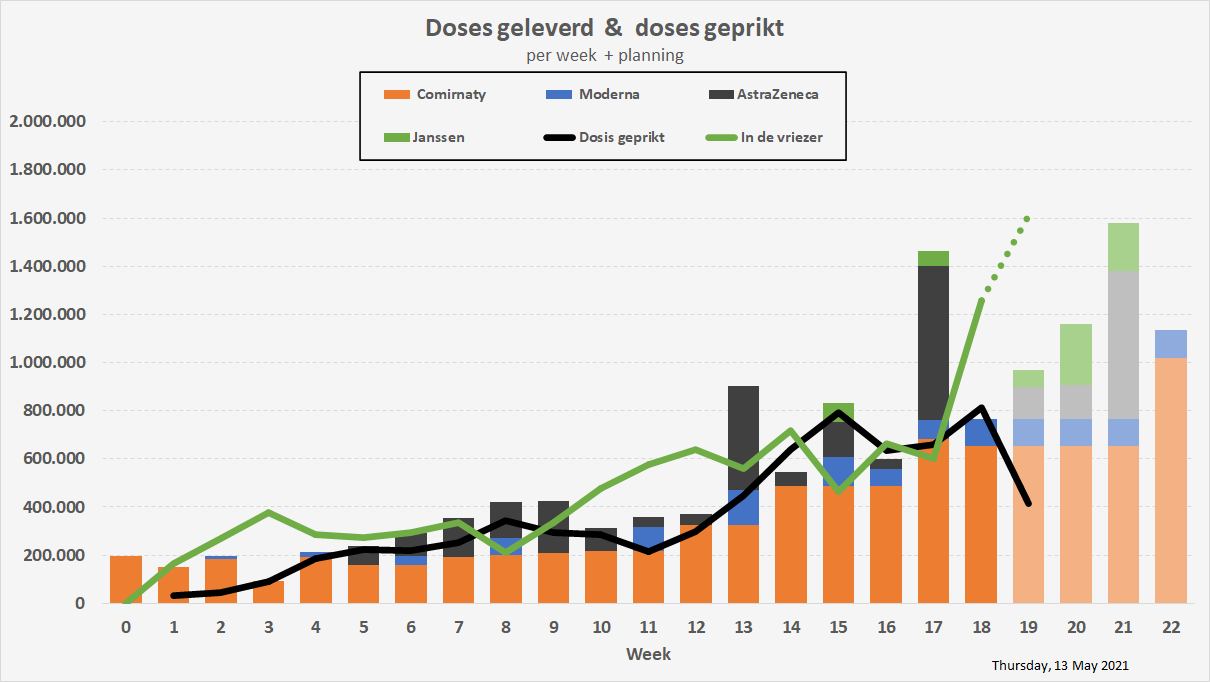 Doses geleverd & doses geprikt
per week + planning
Comirnaty Moderna AstraZeneca
Janssen Dosis geprikt In de vriezer
2.000.000
1.800.000
1.600.000
1.400.000
1.200.000
1.000.000
800.000
600.000
400.000
200.000
0
0 1 2 3 4 5 6 7 8 9 10 11 12 13 14 15 16 17 18 19 20 21 22
Week
Thursday, 13 May 2021